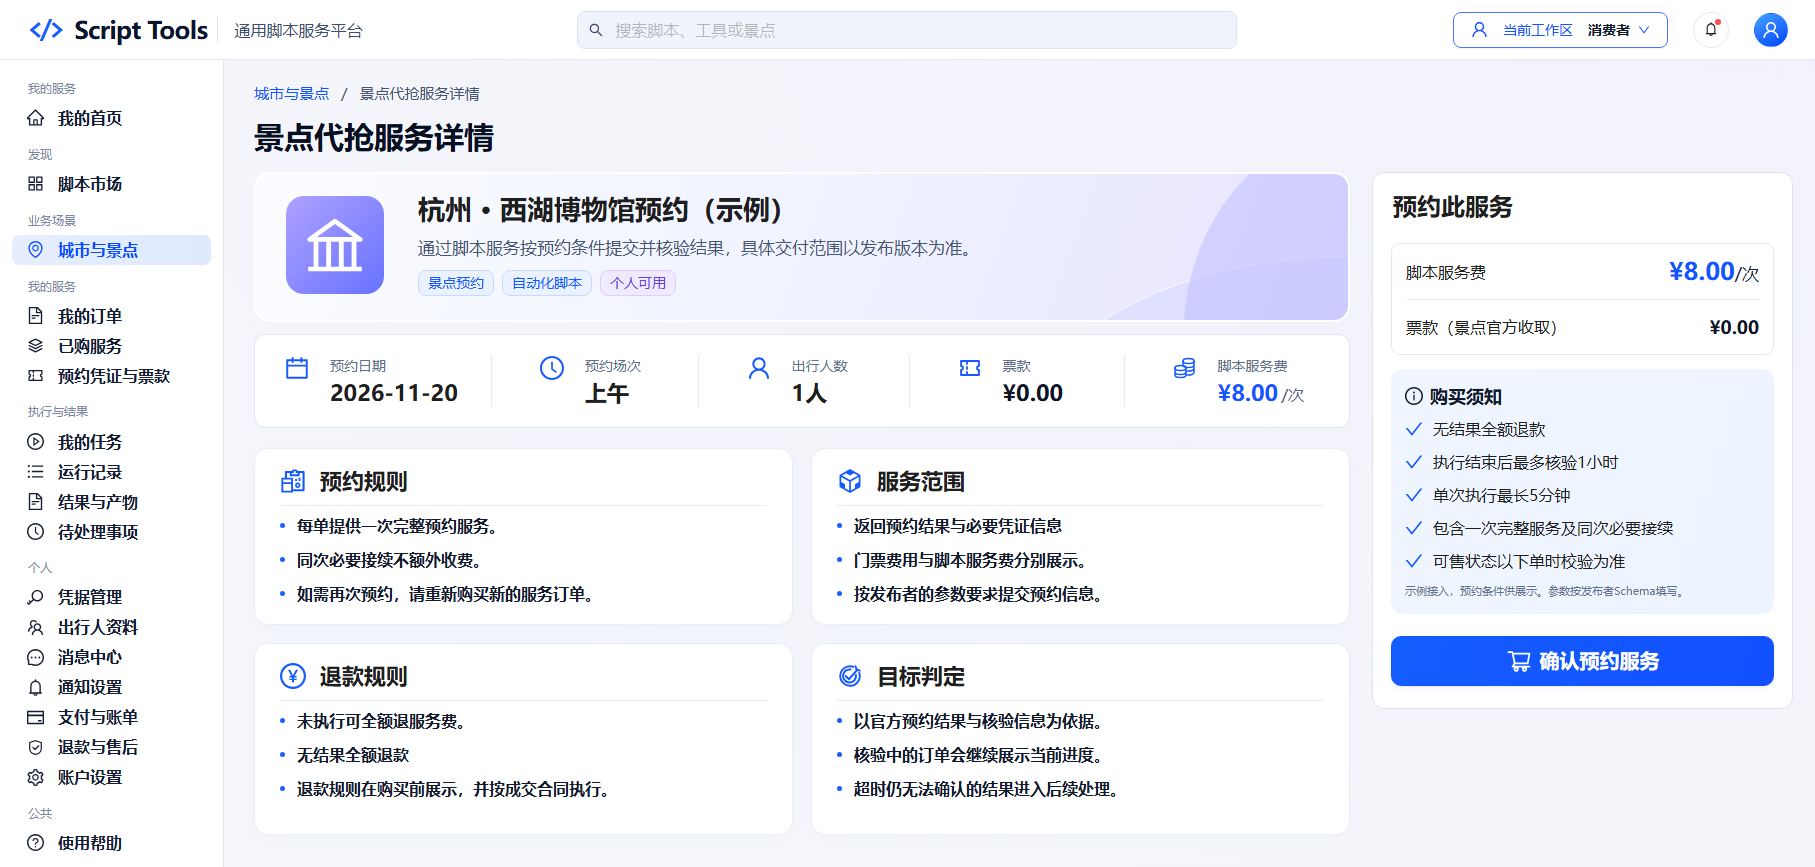 Script Tools
通用脚本服务平台
搜索脚本、工具或景点
当前工作区 消费者
我的服务
我的首页
发现
脚本市场
业务场景
城市与景点
我的服务
我的订单
已购服务
预约凭证与票款
执行与结果
我的任务
运行记录
结果与产物
待处理事项
个人
凭据管理
出行人资料
消息中心
通知设置
支付与账单
退款与售后
账户设置
公共
使用帮助
城市与景点 / 景点代抢服务详情
景点代抢服务详情
杭州·西湖博物馆预约（示例）
通过脚本服务按预约条件提交并核验结果，具体交付范围以发布版本为准。
景点预约 自动化脚本 个人可用
预约日期
2026-11-20
预约场次
上午
出行人数
1人
票款
¥0.00
脚本服务费
¥8.00/次
预约规则
每单提供一次完整预约服务。
同次必要接续不额外收费。
如需再次预约，请重新购买新的服务订单。
服务范围
返回预约结果与必要凭证信息
门票费用与脚本服务费分别展示。
按发布者的参数要求提交预约信息。
退款规则
未执行可全额退服务费。
无结果全额退款
退款规则在购买前展示，并按成交合同执行。
目标判定
以官方预约结果与核验信息为依据。
核验中的订单会继续展示当前进度。
超时仍无法确认的结果进入后续处理。
预约此服务
脚本服务费 ¥8.00/次
票款（景点官方收取） ¥0.00
购买须知
无结果全额退款
执行结束后最多核验1小时
单次执行最长5分钟
包含一次完整服务及同次必要接续
可售状态以下单时校验为准
示例接入，预约条件供展示。参数按发布者Schema填写。
确认预约服务